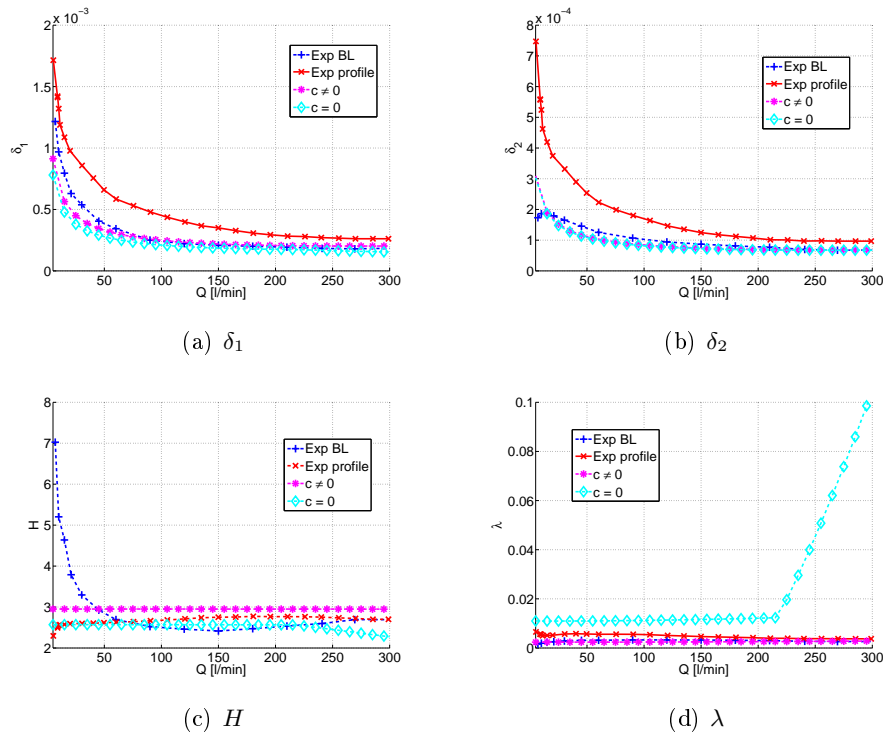 x 10⁻³
2
1.5
1
0.5
0
δ₁
50 100 150 200 250 300
Q [l/min]
Exp BL
Exp profile
c ≠ 0
c = 0
(a) δ₁
x 10⁻⁴
8
7
6
5
4
3
2
1
0
δ₂
50 100 150 200 250 300
Q [l/min]
Exp BL
Exp profile
c ≠ 0
c = 0
(b) δ₂
8
7
6
5
4
3
2
H
50 100 150 200 250 300
Q [l/min]
Exp BL
Exp profile
c ≠ 0
c = 0
(c) H
0.1
0.08
0.06
0.04
0.02
0
λ
50 100 150 200 250 300
Q [l/min]
Exp BL
Exp profile
c ≠ 0
c = 0
(d) λ